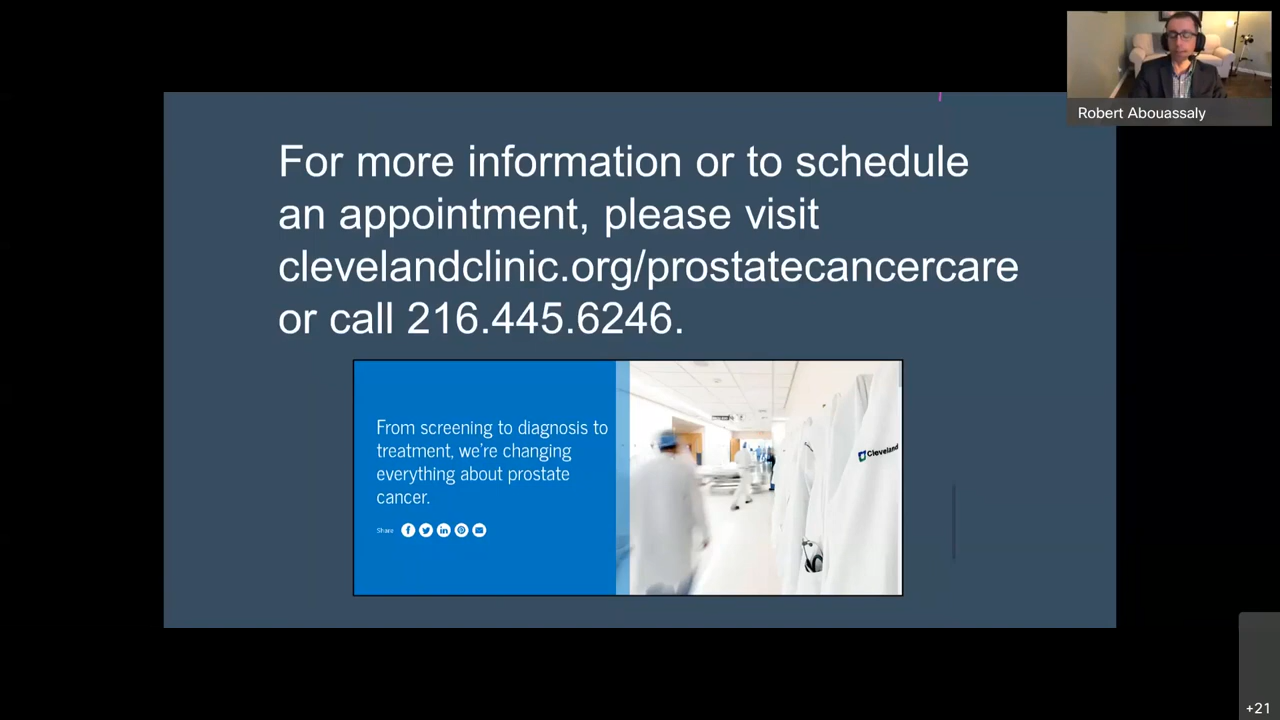 Robert Abouassaly
For more information or to schedule
an appointment, please visit
clevelandclinic.org/prostatecancercare
or call 216.445.6246.
From screening to diagnosis to
treatment, we're changing
everything about prostate
cancer.
Share
Cleveland
+21